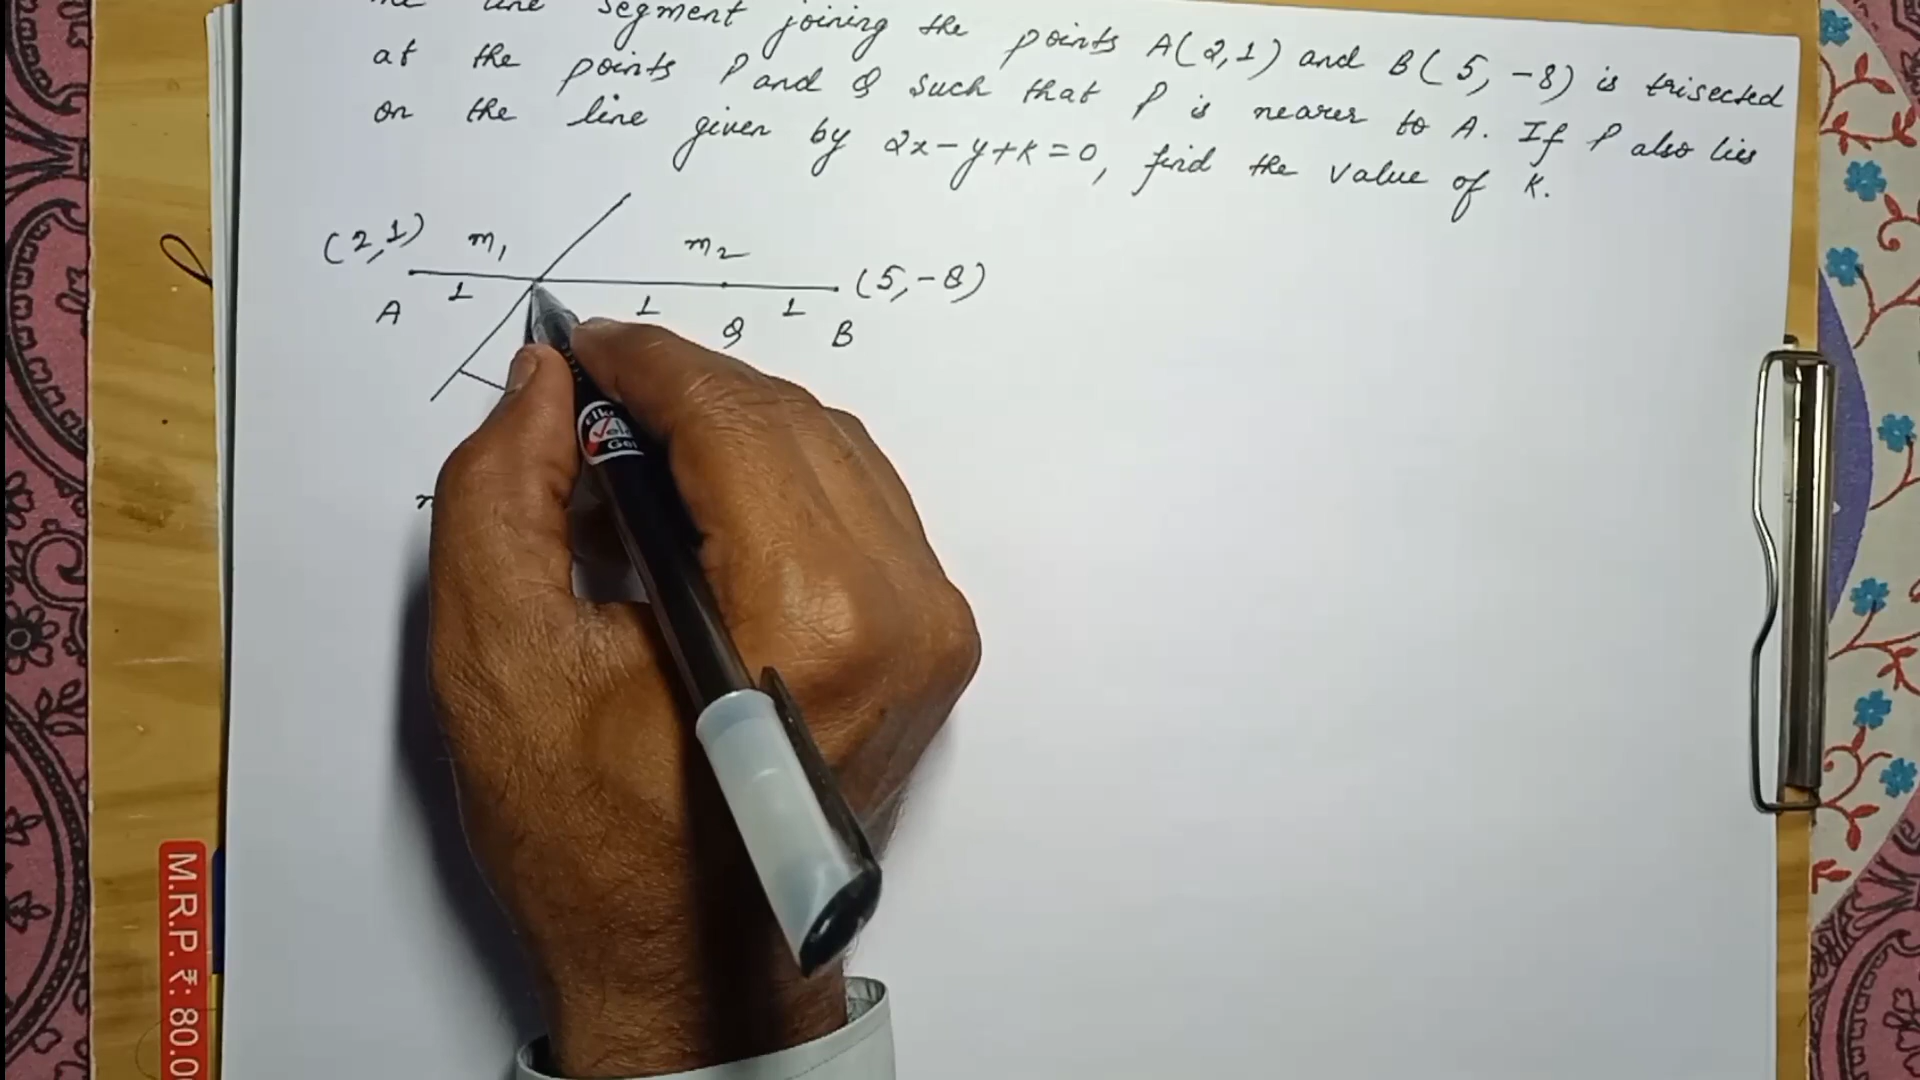 line segment joining the points A(2,1) and B(5,-8) is trisected
at the points P and Q such that P is nearer to A. If P also lies
on the line given by 2x-y+k=0, find the value of k.
(2,1) m₁ m₂
(5,-8)
1 1 1
A Q B
M.R.P. ₹: 80.0